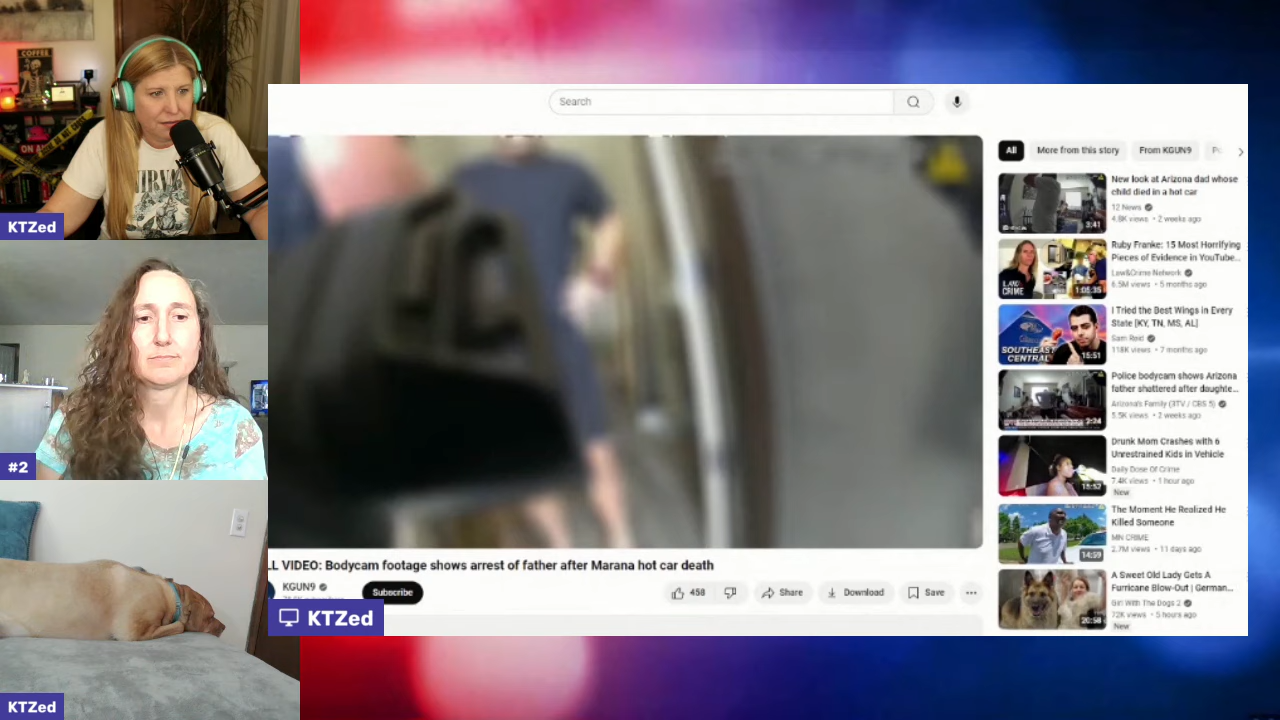 COFFEE
ON A
NIRVANA
KTZed
#2
KTZed
Search
LL VIDEO: Bodycam footage shows arrest of father after Marana hot car death
KGUN9
Subscribe
458
Share
Download
Save
KTZed
All
More from this story
From KGUN9
New look at Arizona dad whose
child died in a hot car
12 News
4.8K views • 2 weeks ago
3:41
Ruby Franke: 15 Most Horrifying
Pieces of Evidence in YouTube...
Law&Crime Network
6.5M views • 5 months ago
CRIME
1:05:35
I Tried the Best Wings in Every
State [KY, TN, MS, AL]
Sam Reid
118K views • 7 months ago
SOUTHEAST
CENTRAL
15:51
Police bodycam shows Arizona
father shattered after daughte...
Arizona's Family (3TV / CBS 5)
5.5K views • 2 weeks ago
2:24
Drunk Mom Crashes with 6
Unrestrained Kids in Vehicle
Daily Dose Of Crime
7.4K views • 1 hour ago
New
15:52
The Moment He Realized He
Killed Someone
MN CRIME
2.7M views • 11 days ago
14:59
A Sweet Old Lady Gets A
Furricane Blow-Out | German...
Girl With The Dogs 2
72K views • 5 hours ago
New
20:58